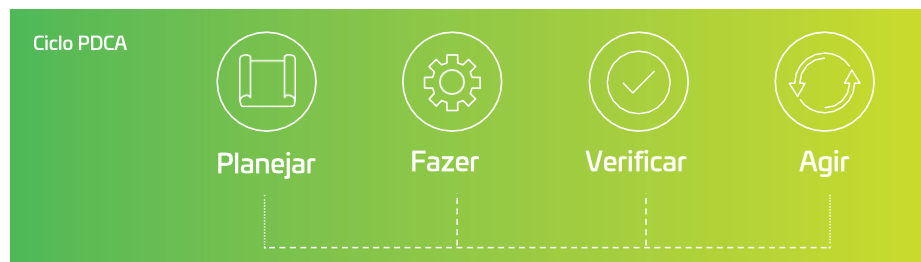 Ciclo PDCA
Planejar
Fazer
Verificar
Agir